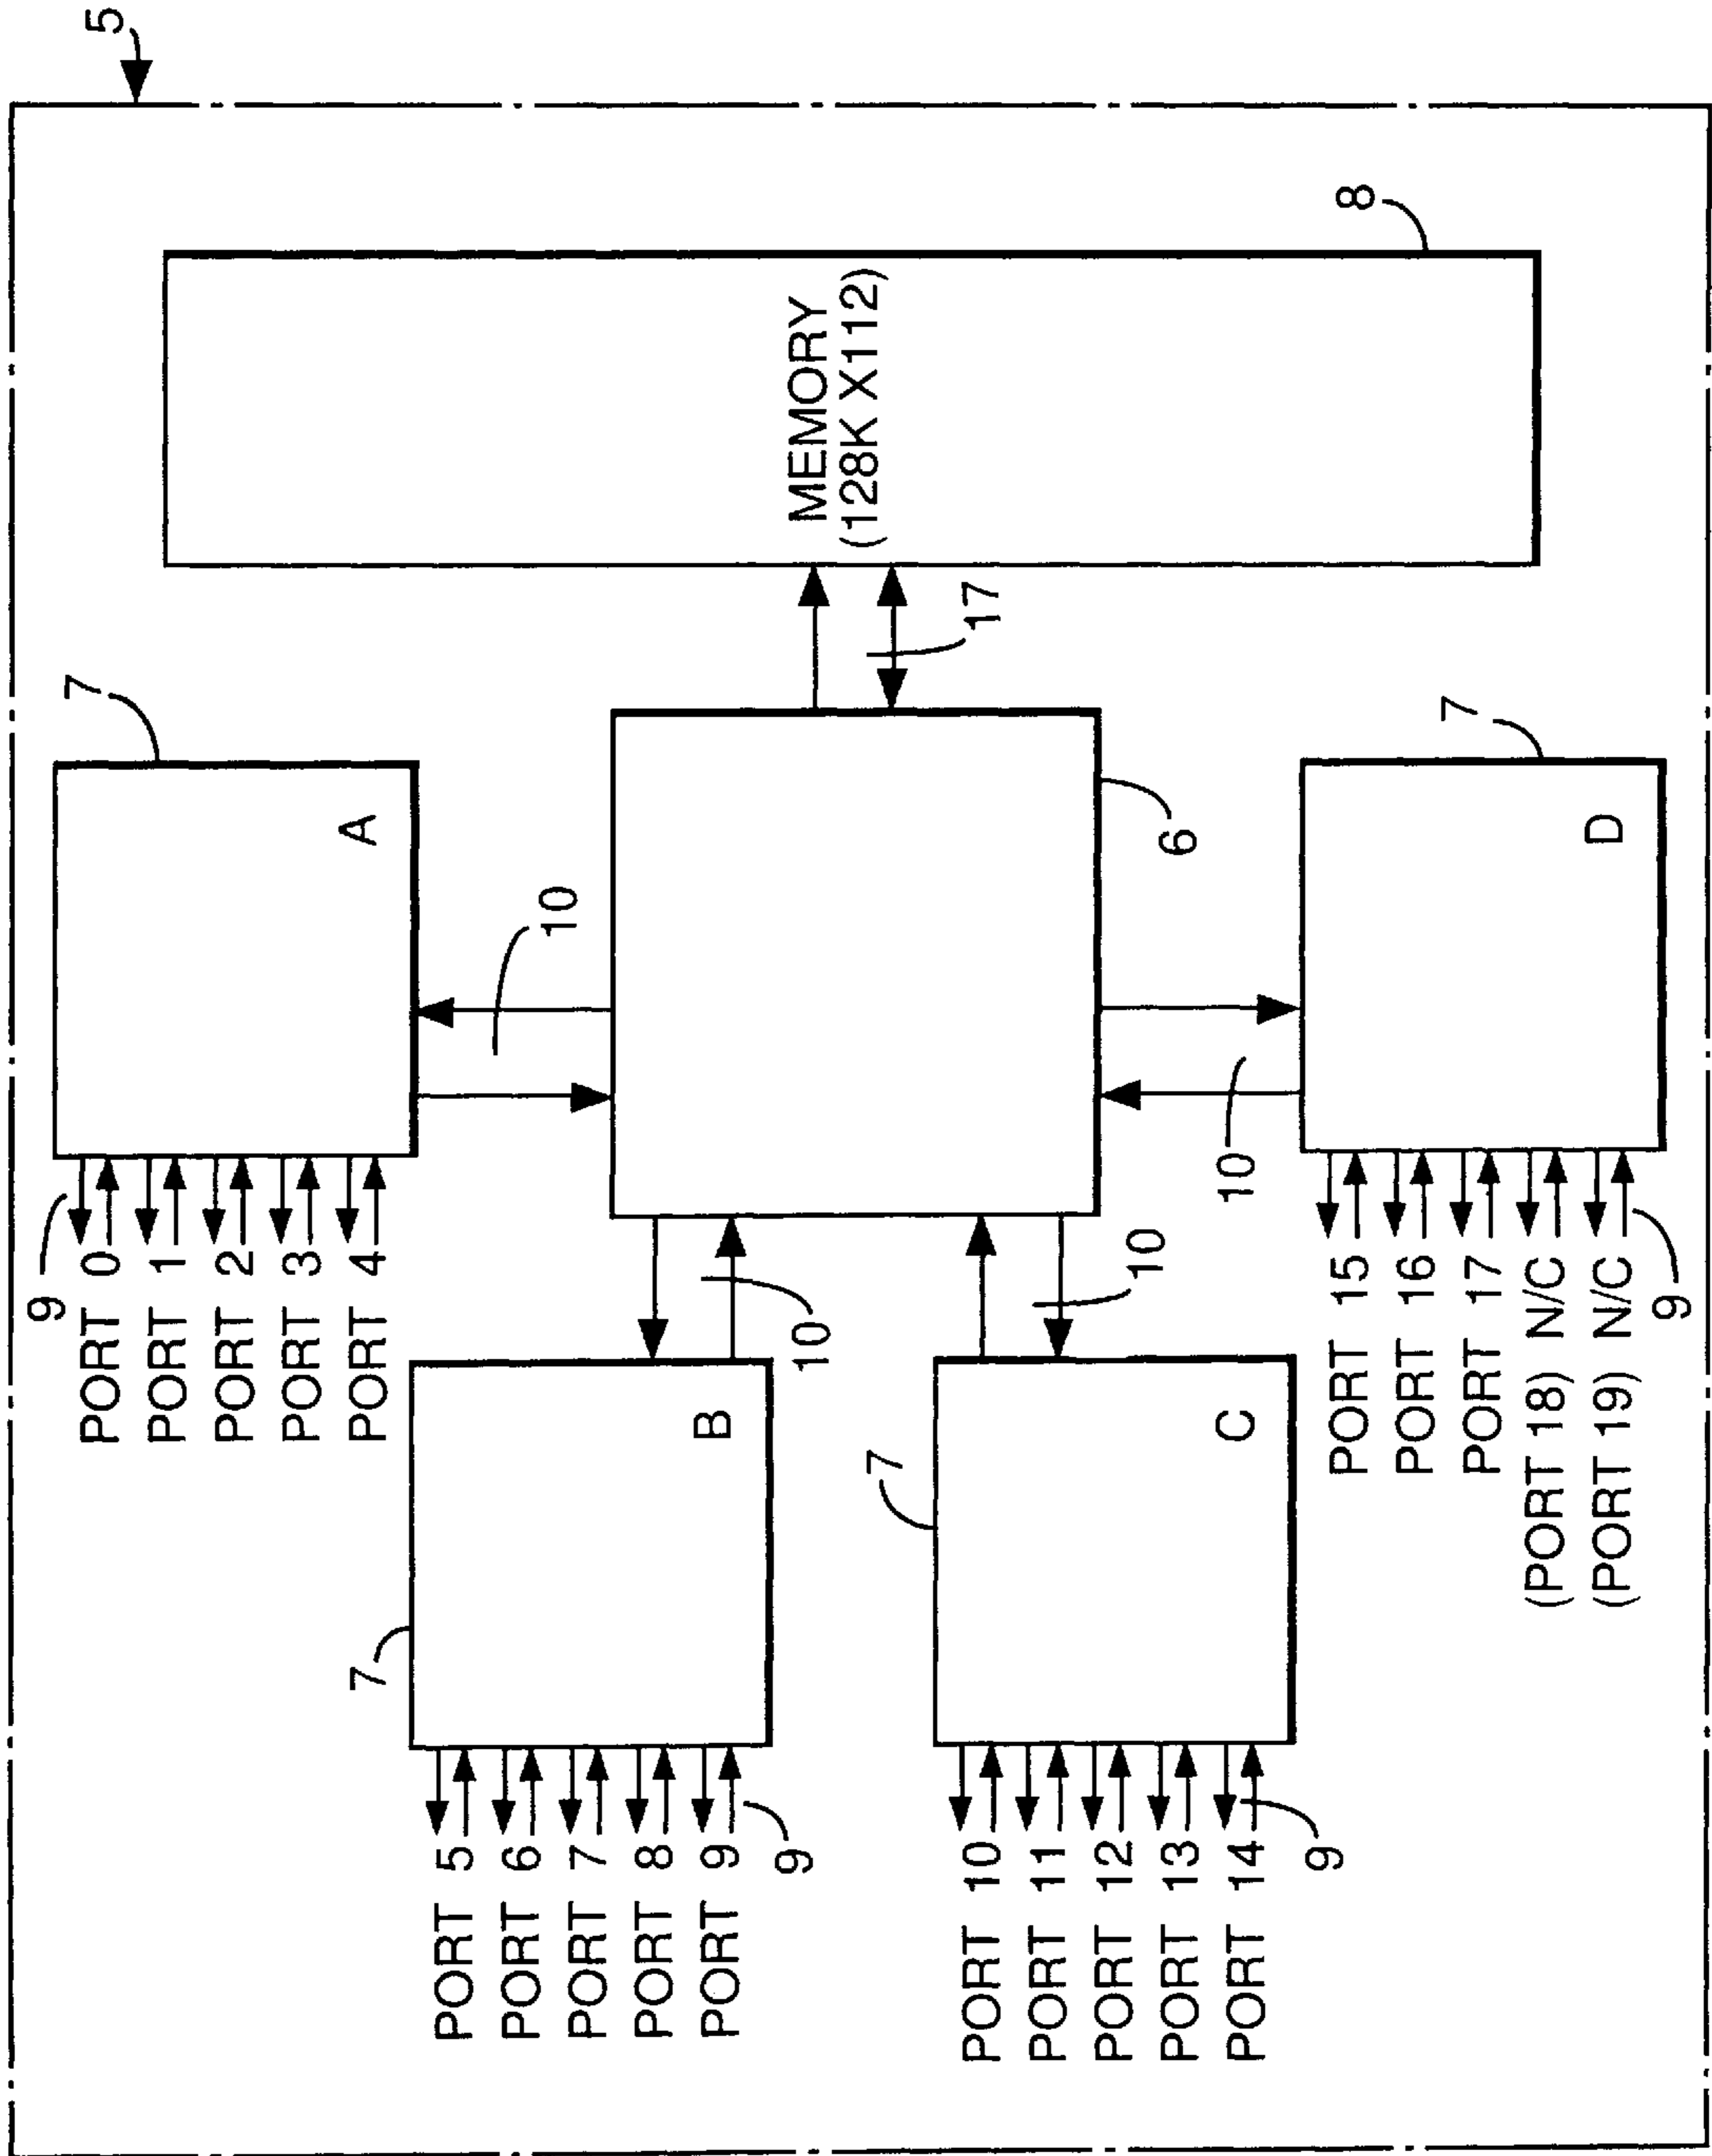 5
8
MEMORY
(128K X112)
17
7
A
10
9
PORT 0
PORT 1
PORT 2
PORT 3
PORT 4
6
7
D
10
PORT 15
PORT 16
PORT 17
(PORT 18) N/C
(PORT 19) N/C
9
10
7
B
PORT 5
PORT 6
PORT 7
PORT 8
PORT 9
9
10
7
C
PORT 10
PORT 11
PORT 12
PORT 13
PORT 14
9